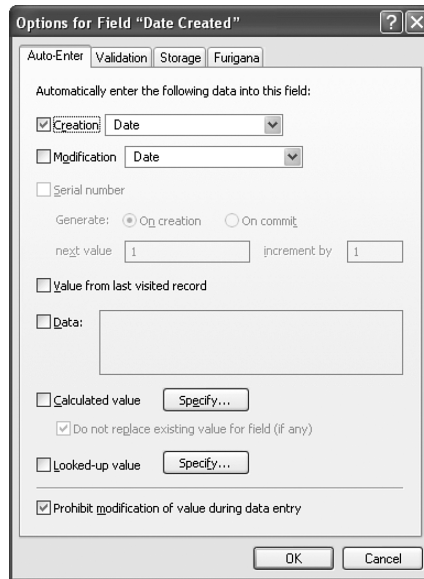 Options for Field “Date Created”
Auto-Enter Validation Storage Furigana
Automatically enter the following data into this field:
Creation Date
Modification Date
Serial number
Generate: On creation On commit
next value 1 increment by 1
Value from last visited record
Data:
Calculated value Specify...
Do not replace existing value for field (if any)
Looked-up value Specify...
Prohibit modification of value during data entry
OK Cancel